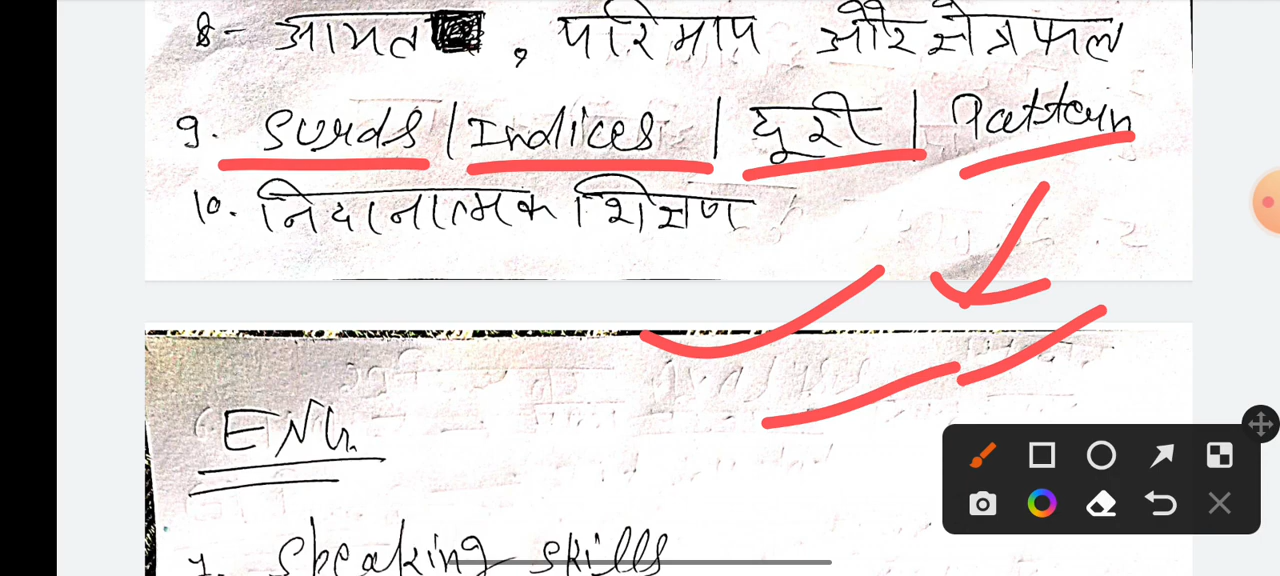 8- आयत , परिमाप और क्षेत्रफल
9. Surds | Indices | दूरी | Pattern
10. निदानात्मक शिक्षण
ENG.
1. Speaking skills